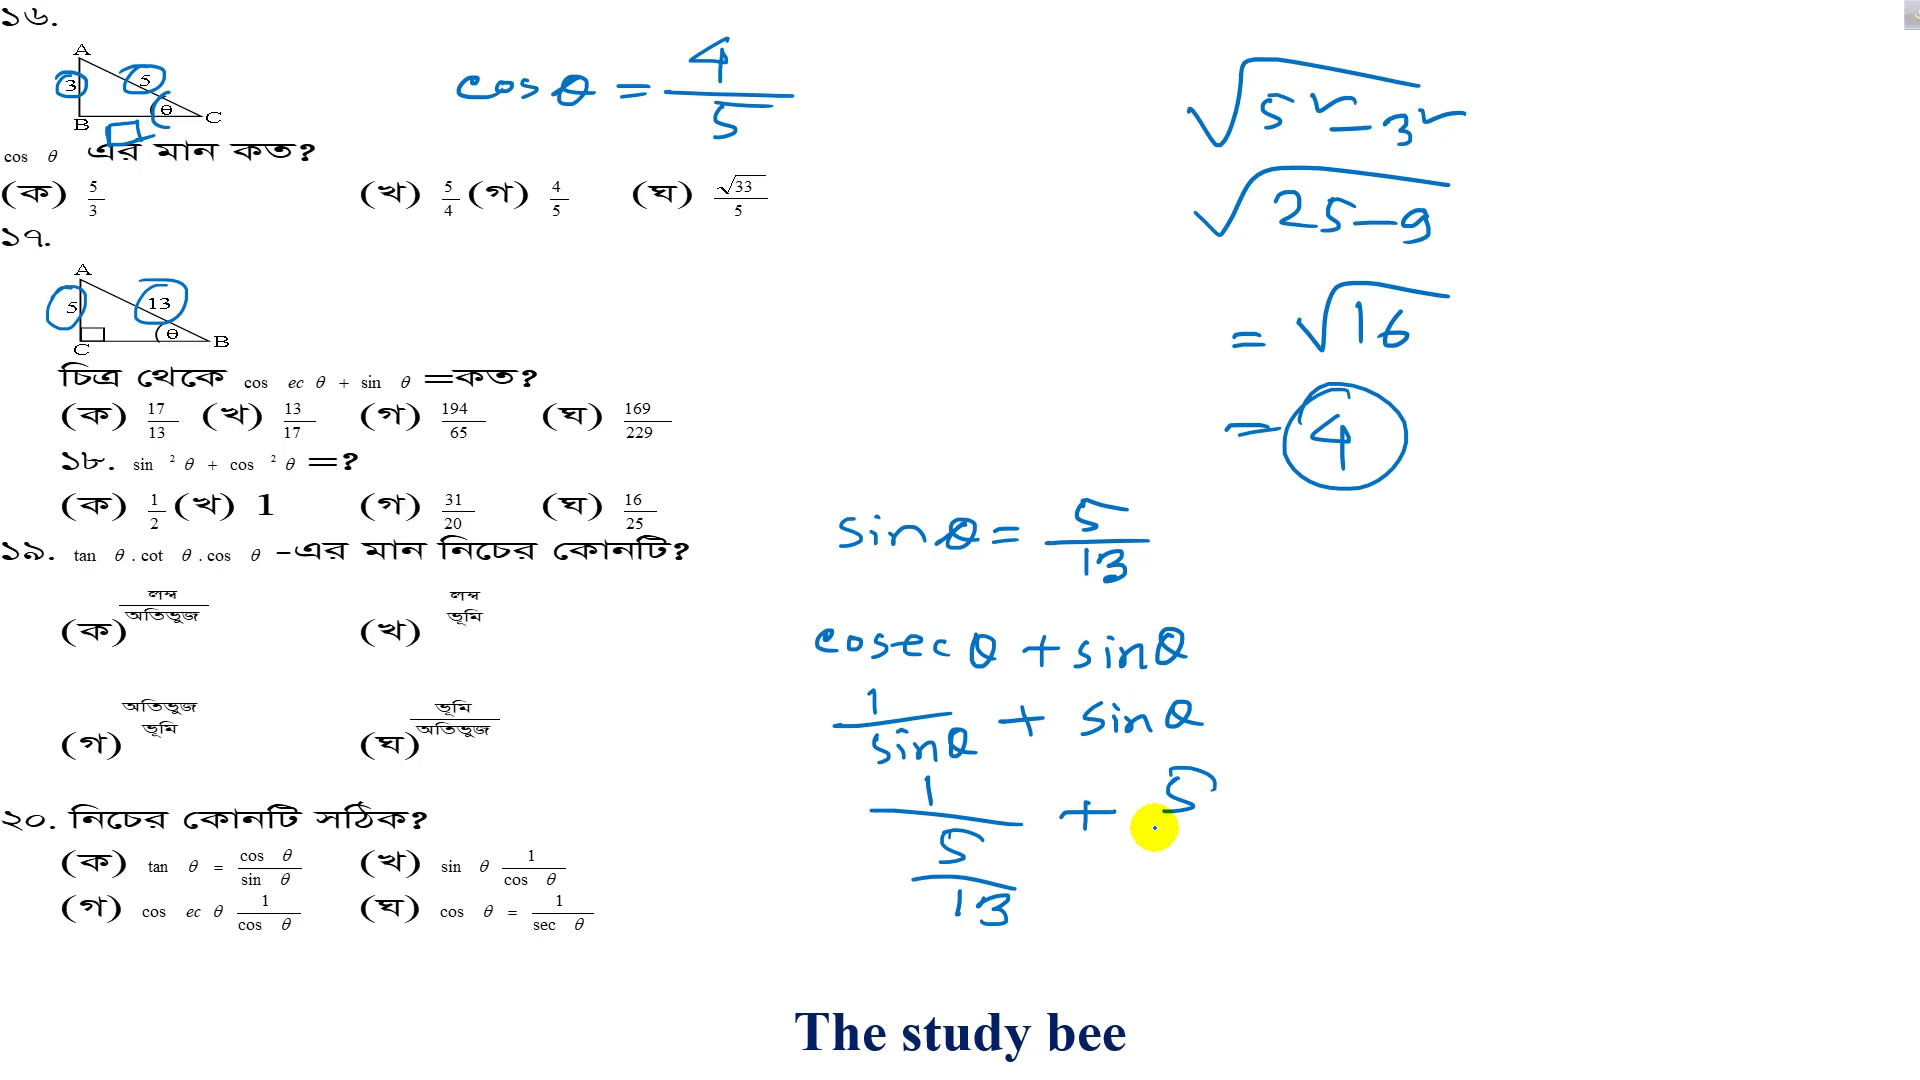 ১৬.
A
3
5
θ
B
C
cos θ = 4/5
√5² − 3²
√25 − 9
= √16
= 4
cos θ এর মান কত?
(ক) 5/3 (খ) 5/4 (গ) 4/5 (ঘ) √33/5
১৭.
A
5
13
θ
C
B
চিত্র থেকে cos ec θ + sin θ =কত?
(ক) 17/13 (খ) 13/17 (গ) 194/65 (ঘ) 169/229
১৮. sin ² θ + cos ² θ =?
(ক) 1/2 (খ) 1 (গ) 31/20 (ঘ) 16/25
১৯. tan θ . cot θ . cos θ -এর মান নিচের কোনটি?
(ক) লম্ব/অতিভুজ (খ) লম্ব ভূমি
(গ) অতিভুজ ভূমি (ঘ) ভূমি/অতিভুজ
২০. নিচের কোনটি সঠিক?
(ক) tan θ = cos θ/sin θ (খ) sin θ 1/cos θ
(গ) cos ec θ 1/cos θ (ঘ) cos θ = 1/sec θ
sin θ = 5/13
cosec θ + sin θ
1/sin θ + sin θ
1/5/13 + 5
The study bee